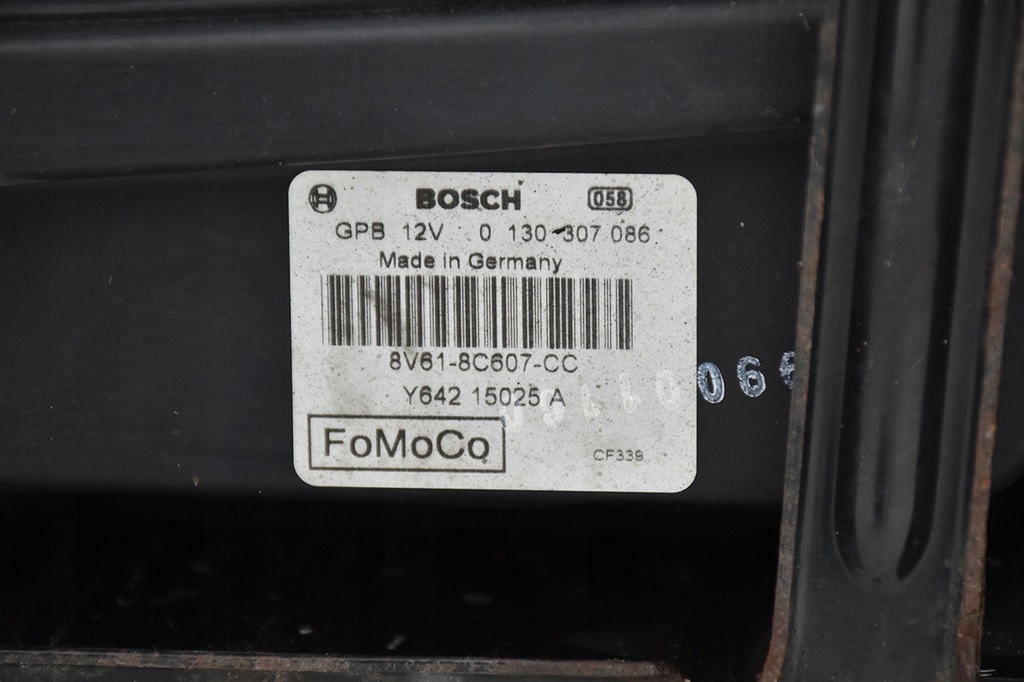 BOSCH 058
GPB 12V 0 130 307 086
Made in Germany
8V61-8C607-CC
Y642 15025 A
FoMoCo
CF339